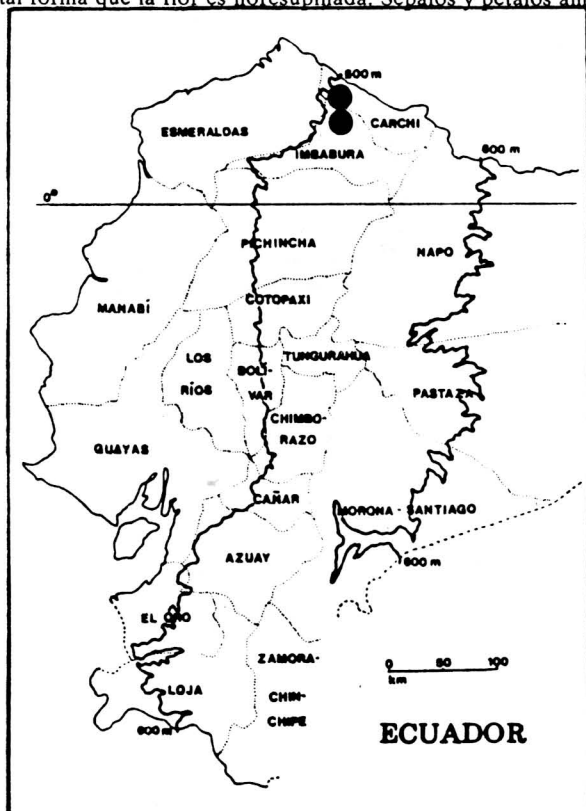 tal forma que la flor es noresupinada. Sépalos y pétalos am
600 m
ESMERALDAS
CARCHI
IMBABURA
600 m
0°
PICHINCHA
NAPO
COTOPAXI
MANABÍ
LOS
RÍOS
BOLÍ-
VAR
TUNGURAHUA
PASTAZA
CHIMBO-
RAZO
GUAYAS
CAÑAR
MORONA-SANTIAGO
AZUAY
600 m
EL ORO
ZAMORA-
CHIN-
CHIPE
LOJA
600 m
0 50 100
km
ECUADOR